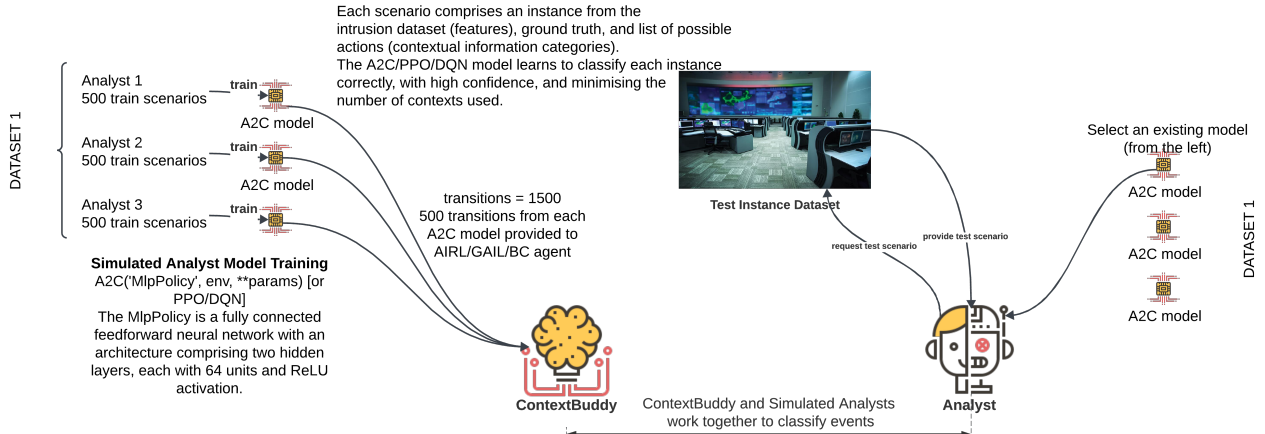 Each scenario comprises an instance from the
intrusion dataset (features), ground truth, and list of possible
actions (contextual information categories).
The A2C/PPO/DQN model learns to classify each instance
correctly, with high confidence, and minimising the
number of contexts used.
DATASET 1
Analyst 1
500 train scenarios
train
A2C model
Analyst 2
500 train scenarios
train
A2C model
Analyst 3
500 train scenarios
train
Simulated Analyst Model Training
A2C('MlpPolicy', env, **params) [or
PPO/DQN]
The MlpPolicy is a fully connected
feedforward neural network with an
architecture comprising two hidden
layers, each with 64 units and ReLU
activation.
transitions = 1500
500 transitions from each
A2C model provided to
AIRL/GAIL/BC agent
Test Instance Dataset
request test scenario
provide test scenario
Select an existing model
(from the left)
A2C model
A2C model
A2C model
DATASET 1
ContextBuddy
ContextBuddy and Simulated Analysts
work together to classify events
Analyst